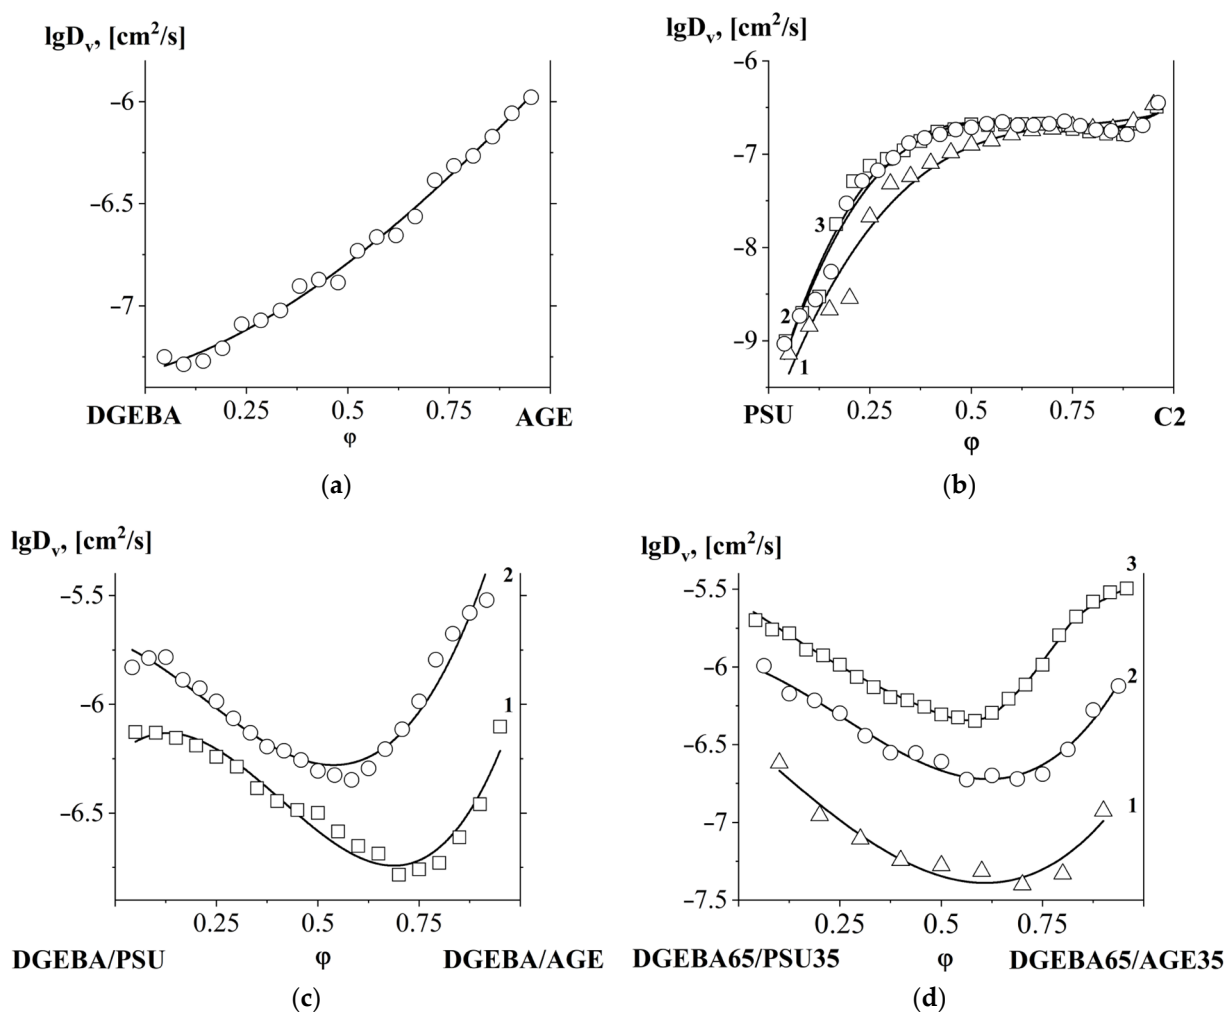 lgDᵥ, [cm²/s]
−6
−6.5
−7
DGEBA 0.25 0.5 0.75 AGE
φ
(a)
lgDᵥ, [cm²/s]
−6
−7
−8
−9
3
2
1
PSU 0.25 0.5 0.75 C2
φ
(b)
lgDᵥ, [cm²/s]
−5.5
−6
−6.5
2
1
0.25 0.5 0.75
DGEBA/PSU φ DGEBA/AGE
(c)
lgDᵥ, [cm²/s]
−5.5
−6
−6.5
−7
−7.5
3
2
1
0.25 0.5 0.75
DGEBA65/PSU35 φ DGEBA65/AGE35
(d)